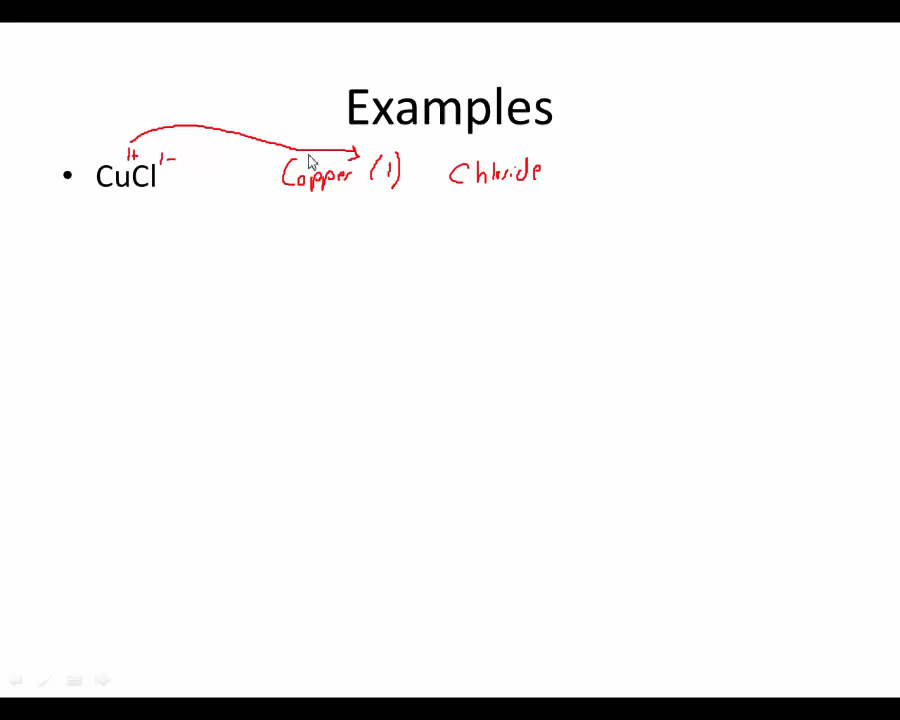 Examples
1+ 1-
• CuCl Copper (1) Chloride